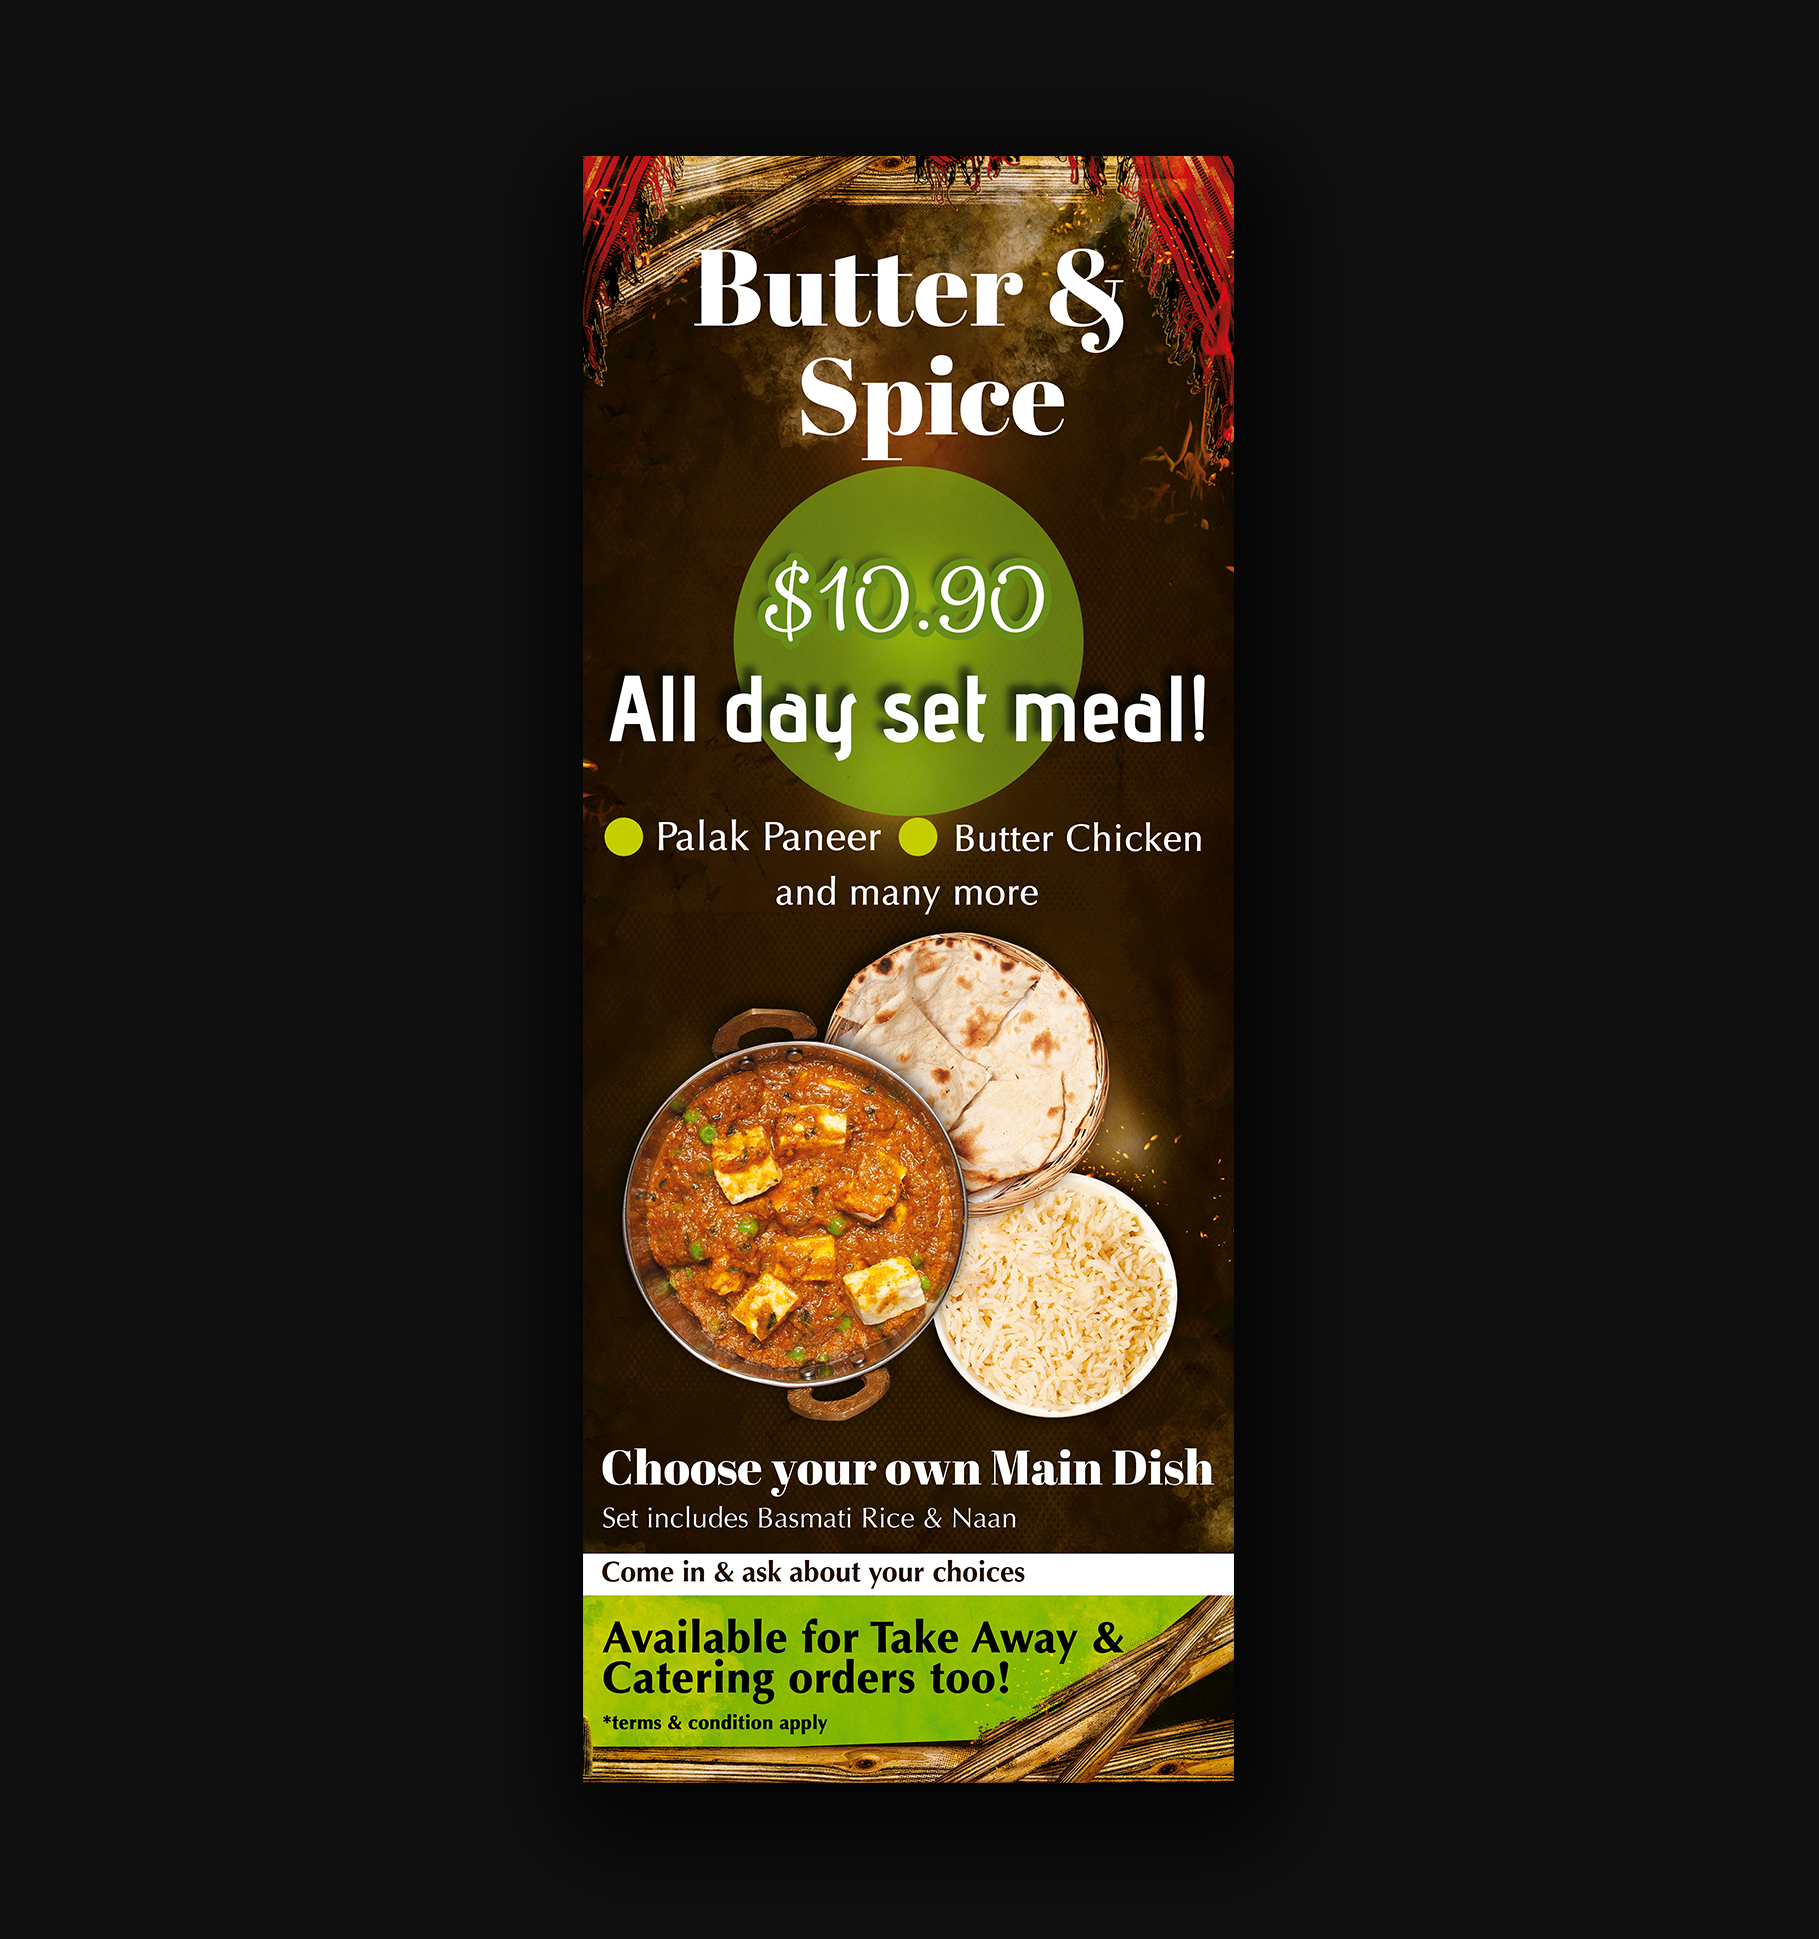 Butter &
Spice
$10.90
All day set meal!
Palak Paneer Butter Chicken
and many more
Choose your own Main Dish
Set includes Basmati Rice & Naan
Come in & ask about your choices
Available for Take Away &
Catering orders too!
*terms & condition apply